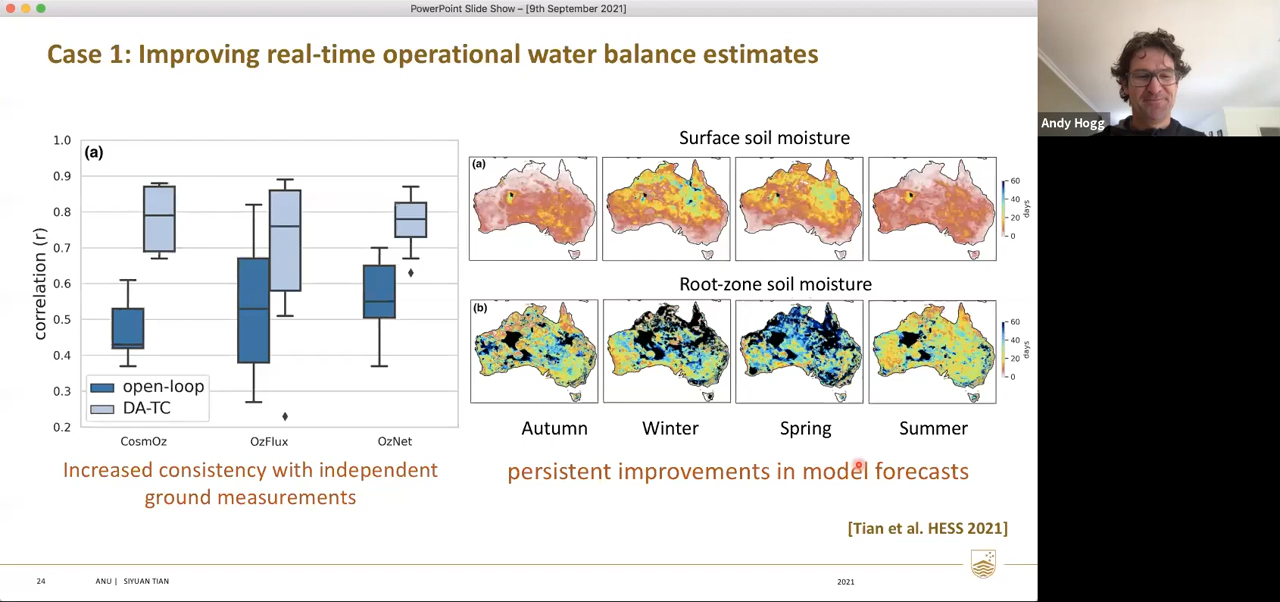 PowerPoint Slide Show – [9th September 2021]
Case 1: Improving real-time operational water balance estimates
Andy Hogg
(a)
1.0
0.9
0.8
0.7
0.6
0.5
0.4
0.3
0.2
correlation (r)
open-loop
DA-TC
CosmOz
OzFlux
OzNet
Increased consistency with independent
ground measurements
Surface soil moisture
(a)
60
40
20
0
days
Root-zone soil moisture
(b)
60
40
20
0
days
Autumn
Winter
Spring
Summer
persistent improvements in model forecasts
[Tian et al. HESS 2021]
24
ANU | SIYUAN TIAN
2021